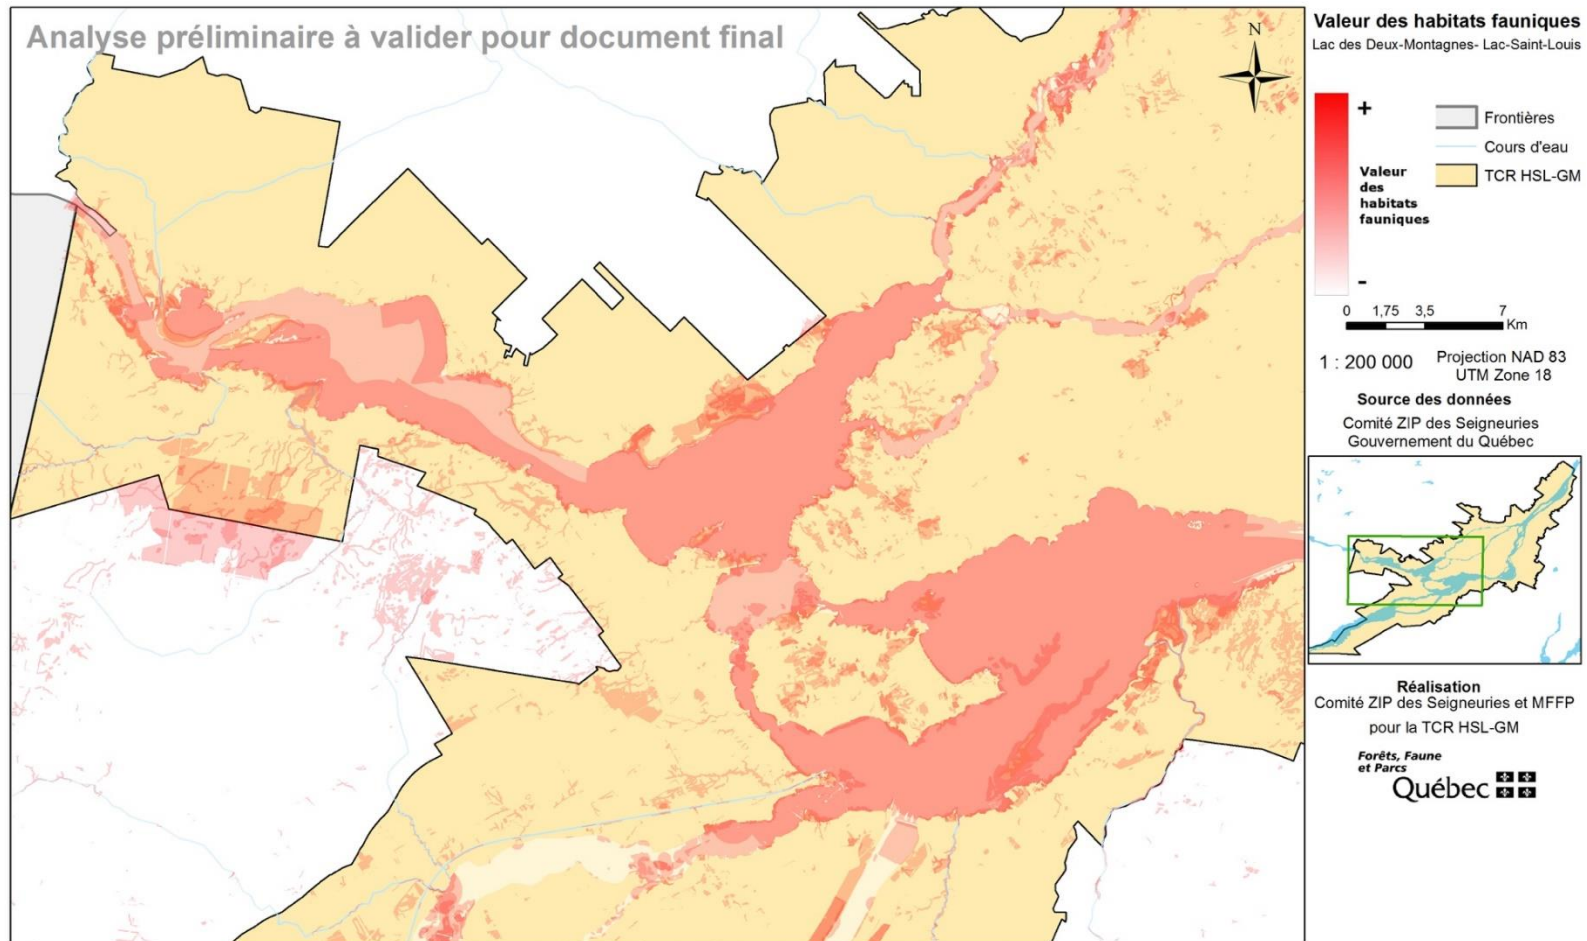 Analyse préliminaire à valider pour document final
Valeur des habitats fauniques
Lac des Deux-Montagnes- Lac-Saint-Louis
N
+
Valeur
des
habitats
fauniques
-
Frontières
Cours d'eau
TCR HSL-GM
0 1,75 3,5 7
Km
1 : 200 000
Projection NAD 83
UTM Zone 18
Source des données
Comité ZIP des Seigneuries
Gouvernement du Québec
Réalisation
Comité ZIP des Seigneuries et MFFP
pour la TCR HSL-GM
Forêts, Faune
et Parcs
Québec